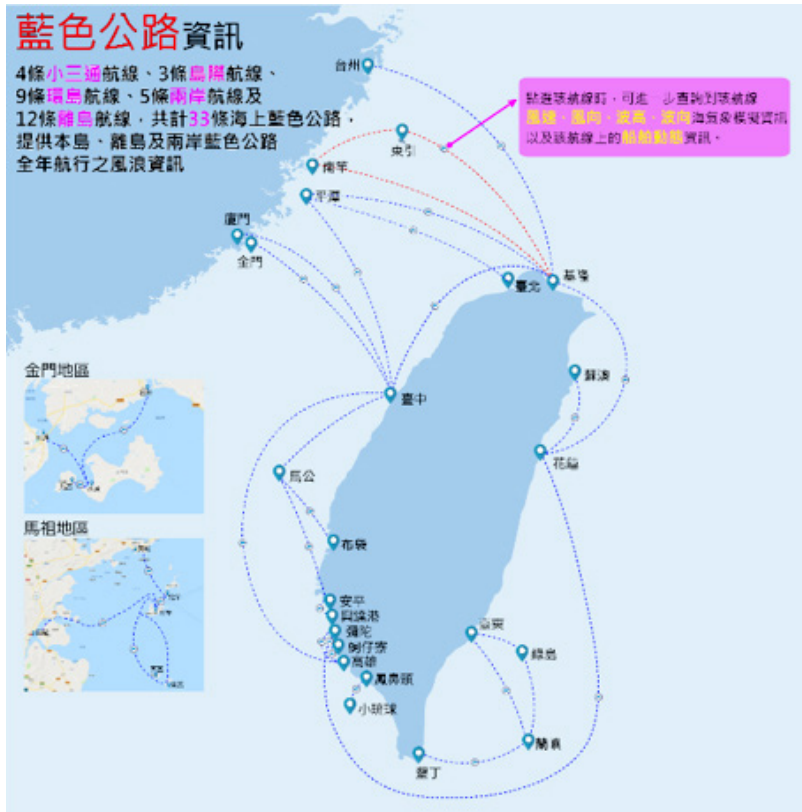 藍色公路資訊
4條小三通航線、3條島際航線、
9條環島航線、5條兩岸航線及
12條離島航線，共計33條海上藍色公路，
提供本島、離島及兩岸藍色公路
全年航行之風浪資訊
點選該航線時，可進一步查詢到該航線
風速、風向、波高、波向海氣象模擬資訊
以及該航線上的船舶動態資訊。
台州
東引
南竿
平潭
廈門
金門
基隆
臺北
蘇澳
臺中
花蓮
金門地區
馬公
馬祖地區
布袋
安平
興達港
彌陀
蚵仔寮
高雄
臺東
綠島
鳳鼻頭
小琉球
蘭嶼
墾丁